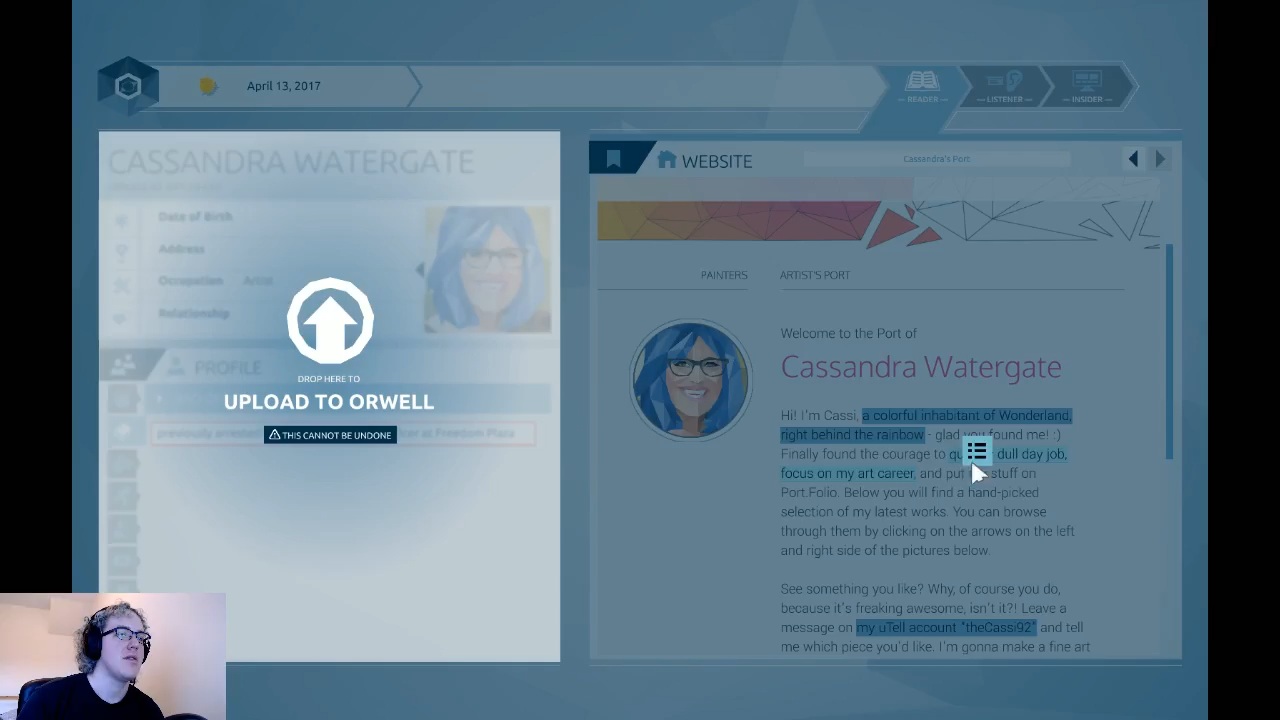 April 13, 2017
— READER —
— LISTENER —
— INSIDER —
CASSANDRA WATERGATE
Date of Birth
Address
Occupation Artist
Relationship
PROFILE
previously arrested icer at Freedom Plaza
DROP HERE TO
UPLOAD TO ORWELL
THIS CANNOT BE UNDONE
WEBSITE
Cassandra's Port
PAINTERS
ARTIST'S PORT
Welcome to the Port of
Cassandra Watergate
Hi! I'm Cassi, a colorful inhabitant of Wonderland,
right behind the rainbow - glad you found me! :)
Finally found the courage to qu dull day job,
focus on my art career, and put stuff on
Port.Folio. Below you will find a hand-picked
selection of my latest works. You can browse
through them by clicking on the arrows on the left
and right side of the pictures below.
See something you like? Why, of course you do,
because it's freaking awesome, isn't it?! Leave a
message on my uTell account "theCassi92" and tell
me which piece you'd like. I'm gonna make a fine art